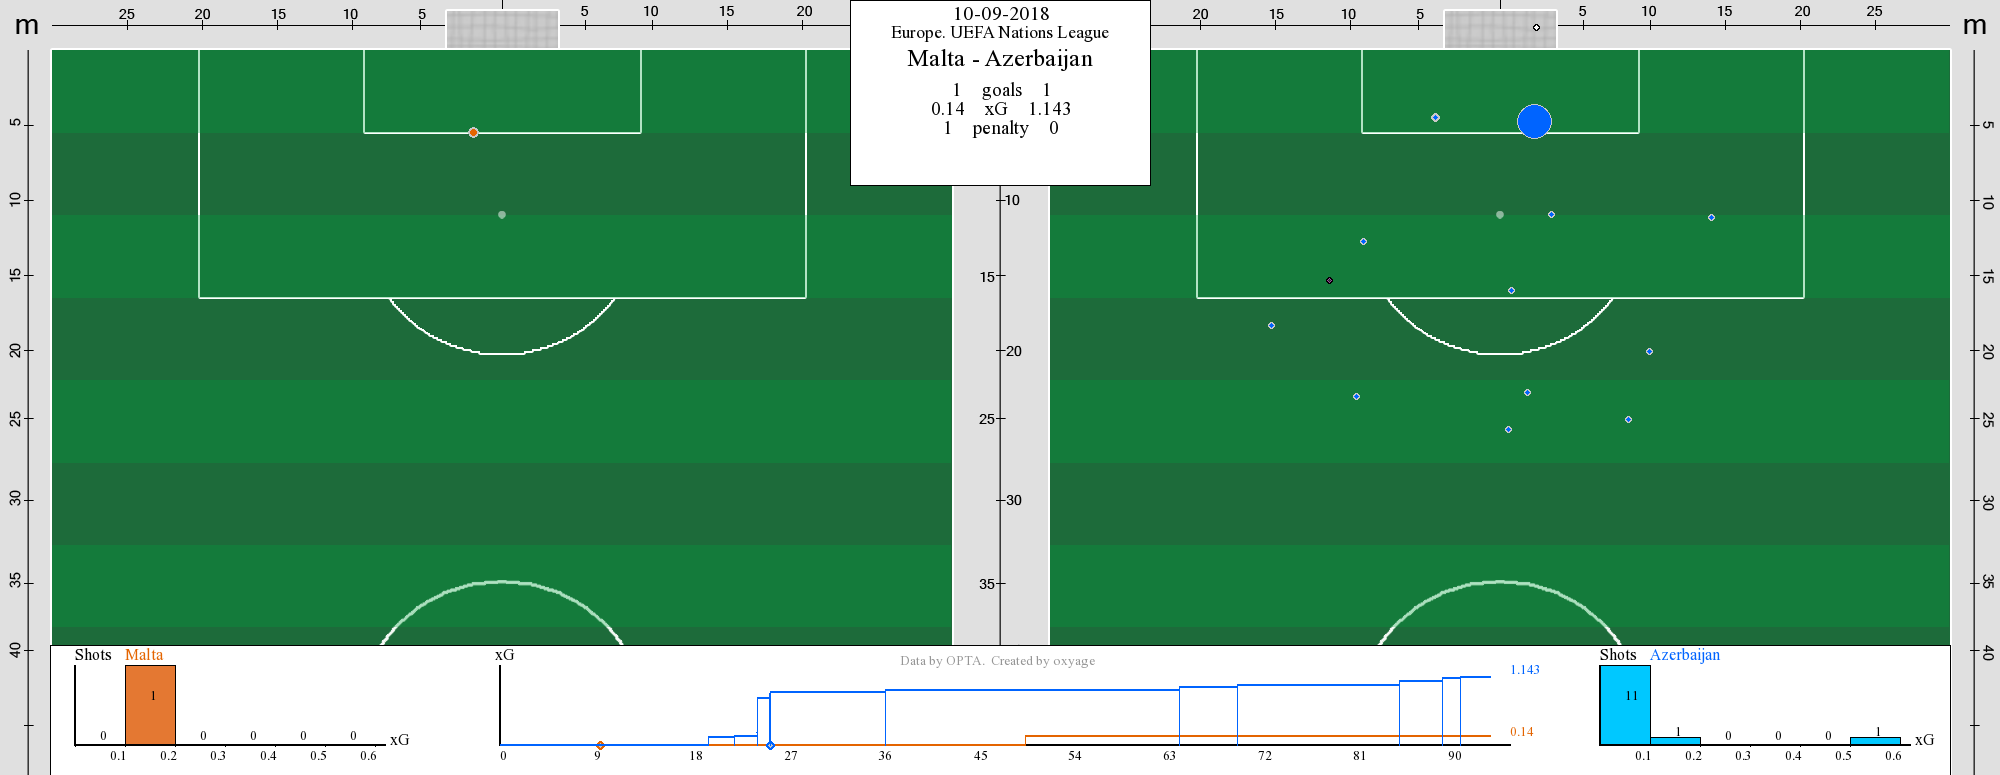 25 20 15 10 5 5 10 15 20
20 15 10 5 5 10 15 20 25
m
m
10-09-2018
Europe. UEFA Nations League
Malta - Azerbaijan
1 goals 1
0.14 xG 1.143
1 penalty 0
5 5
10 10 10
15 15 15
20 20 20
25 25 25
30 30 30
35 35 35
40 40
Shots Malta
1
0 0 0 0 0
xG
0.1 0.2 0.3 0.4 0.5 0.6
xG
Data by OPTA. Created by oxyage
1.143
0.14
0 9 18 27 36 45 54 63 72 81 90
Shots Azerbaijan
11
1 0 0 0 1
xG
0.1 0.2 0.3 0.4 0.5 0.6